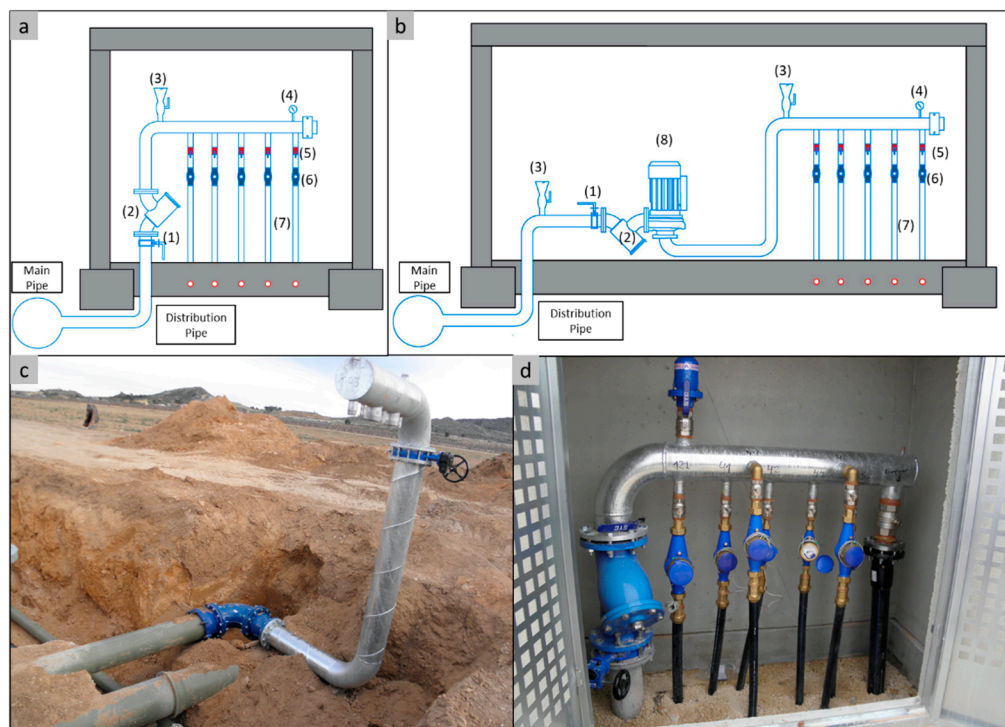 a
(3)
(4)
(5)
(6)
(2)
(7)
(1)
Main
Pipe
Distribution
Pipe
b
(3)
(4)
(8)
(5)
(3)
(1)
(6)
(2)
(7)
Main
Pipe
Distribution
Pipe
c
d
421